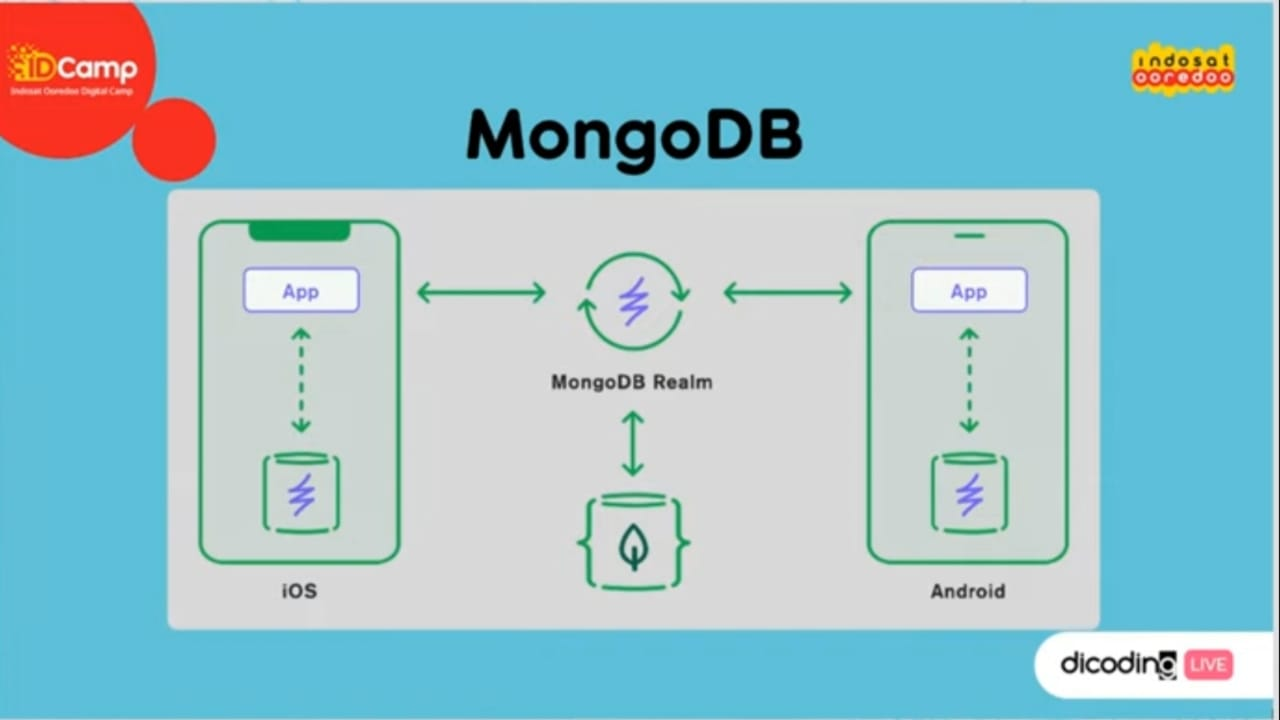 IDCamp
Indosat Ooredoo Digital Camp
indosat
ooredoo
MongoDB
App
App
MongoDB Realm
iOS
Android
dicoding LIVE